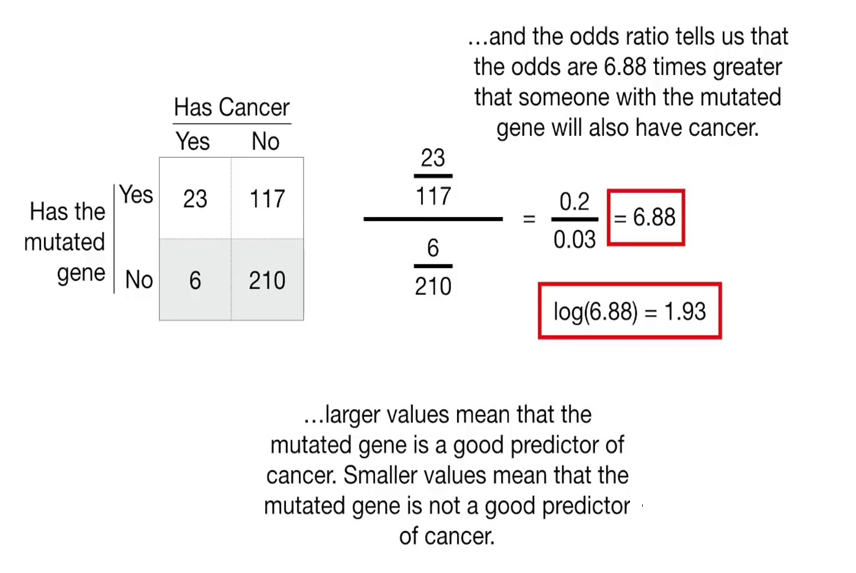 …and the odds ratio tells us that
the odds are 6.88 times greater
that someone with the mutated
gene will also have cancer.
Has Cancer
Yes No
Has the
mutated
gene
Yes 23 117
No 6 210
23
117
6
210
= 0.2
0.03
= 6.88
log(6.88) = 1.93
…larger values mean that the
mutated gene is a good predictor of
cancer. Smaller values mean that the
mutated gene is not a good predictor
of cancer.